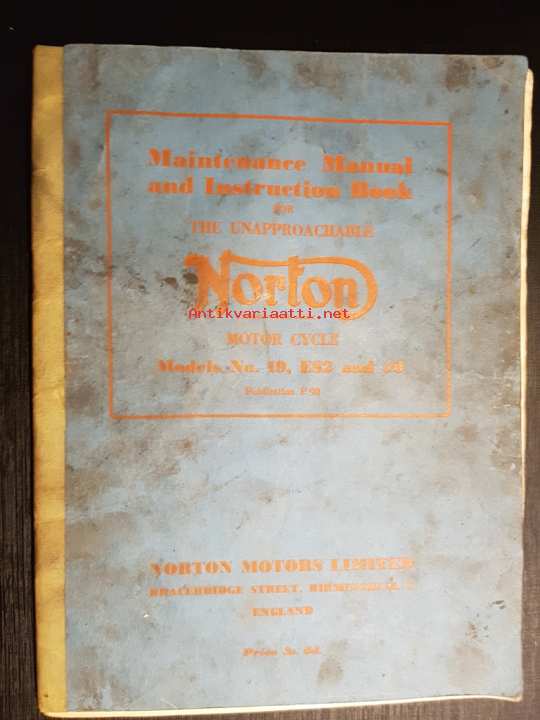 Maintenance Manual
and Instruction Book
FOR
THE UNAPPROACHABLE
Norton
Antikvariaatti.net
MOTOR CYCLE
Models No. 19, ES2 and
Publication P
NORTON MOTORS LIMITED
BRACEBRIDGE STREET, BIRMINGHAM
ENGLAND
Price